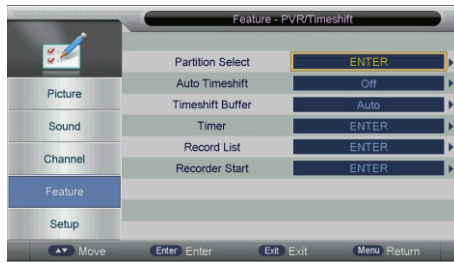 Feature - PVR/Timeshift
Partition Select ENTER
Auto Timeshift Off
Timeshift Buffer Auto
Timer ENTER
Record List ENTER
Recorder Start ENTER
Picture
Sound
Channel
Feature
Setup
Move Enter Enter Exit Exit Menu Return